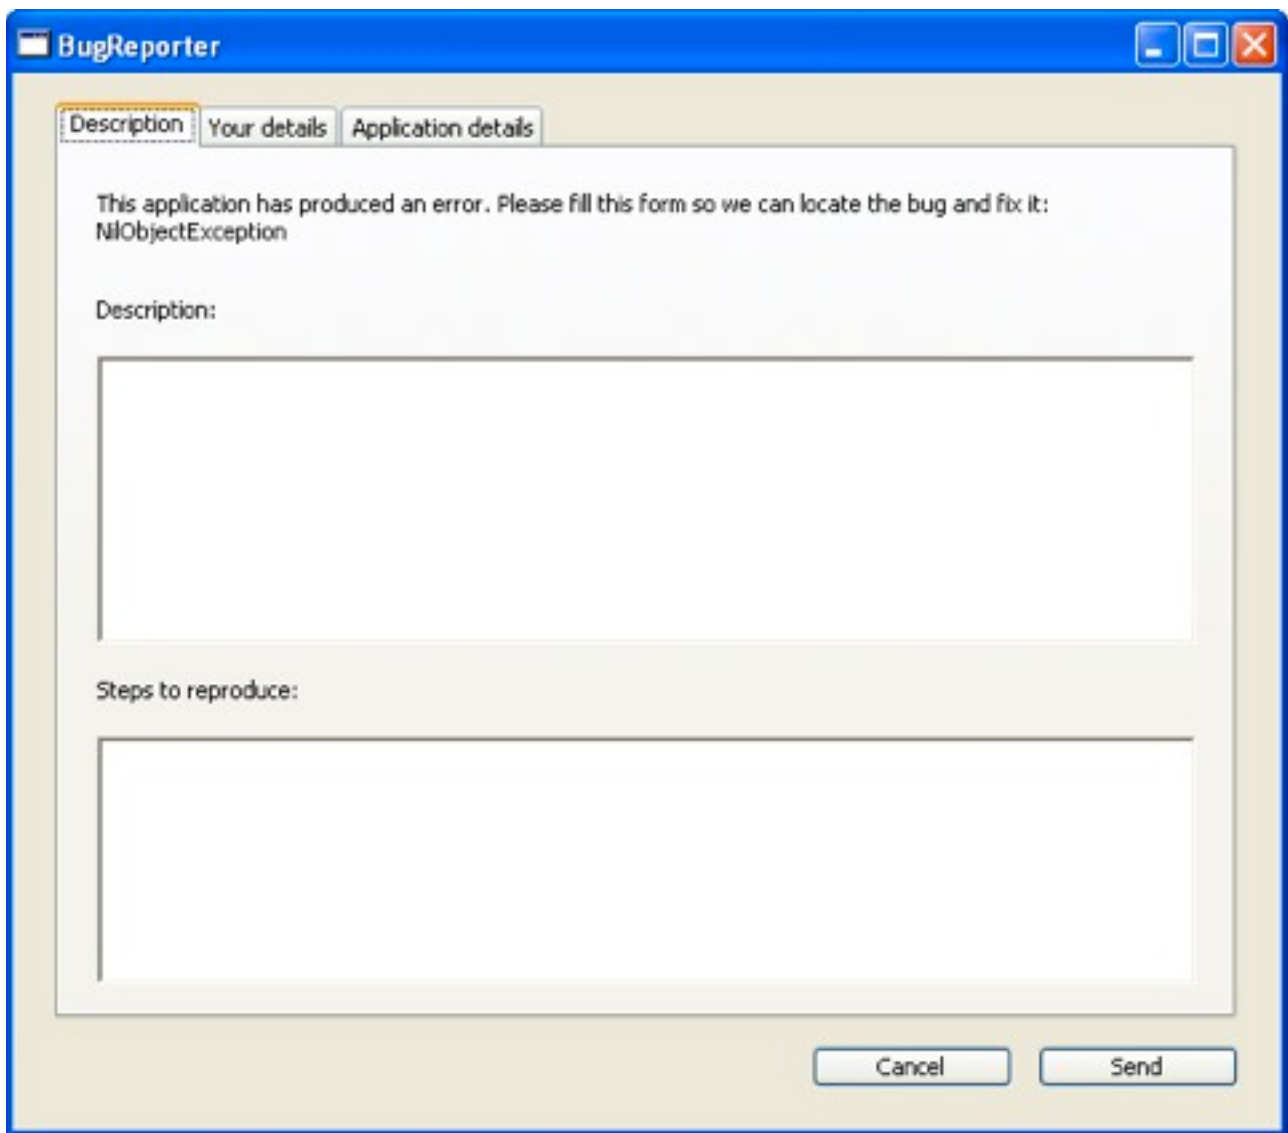 BugReporter
Description Your details Application details
This application has produced an error. Please fill this form so we can locate the bug and fix it:
NilObjectException
Description:
Steps to reproduce:
Cancel Send